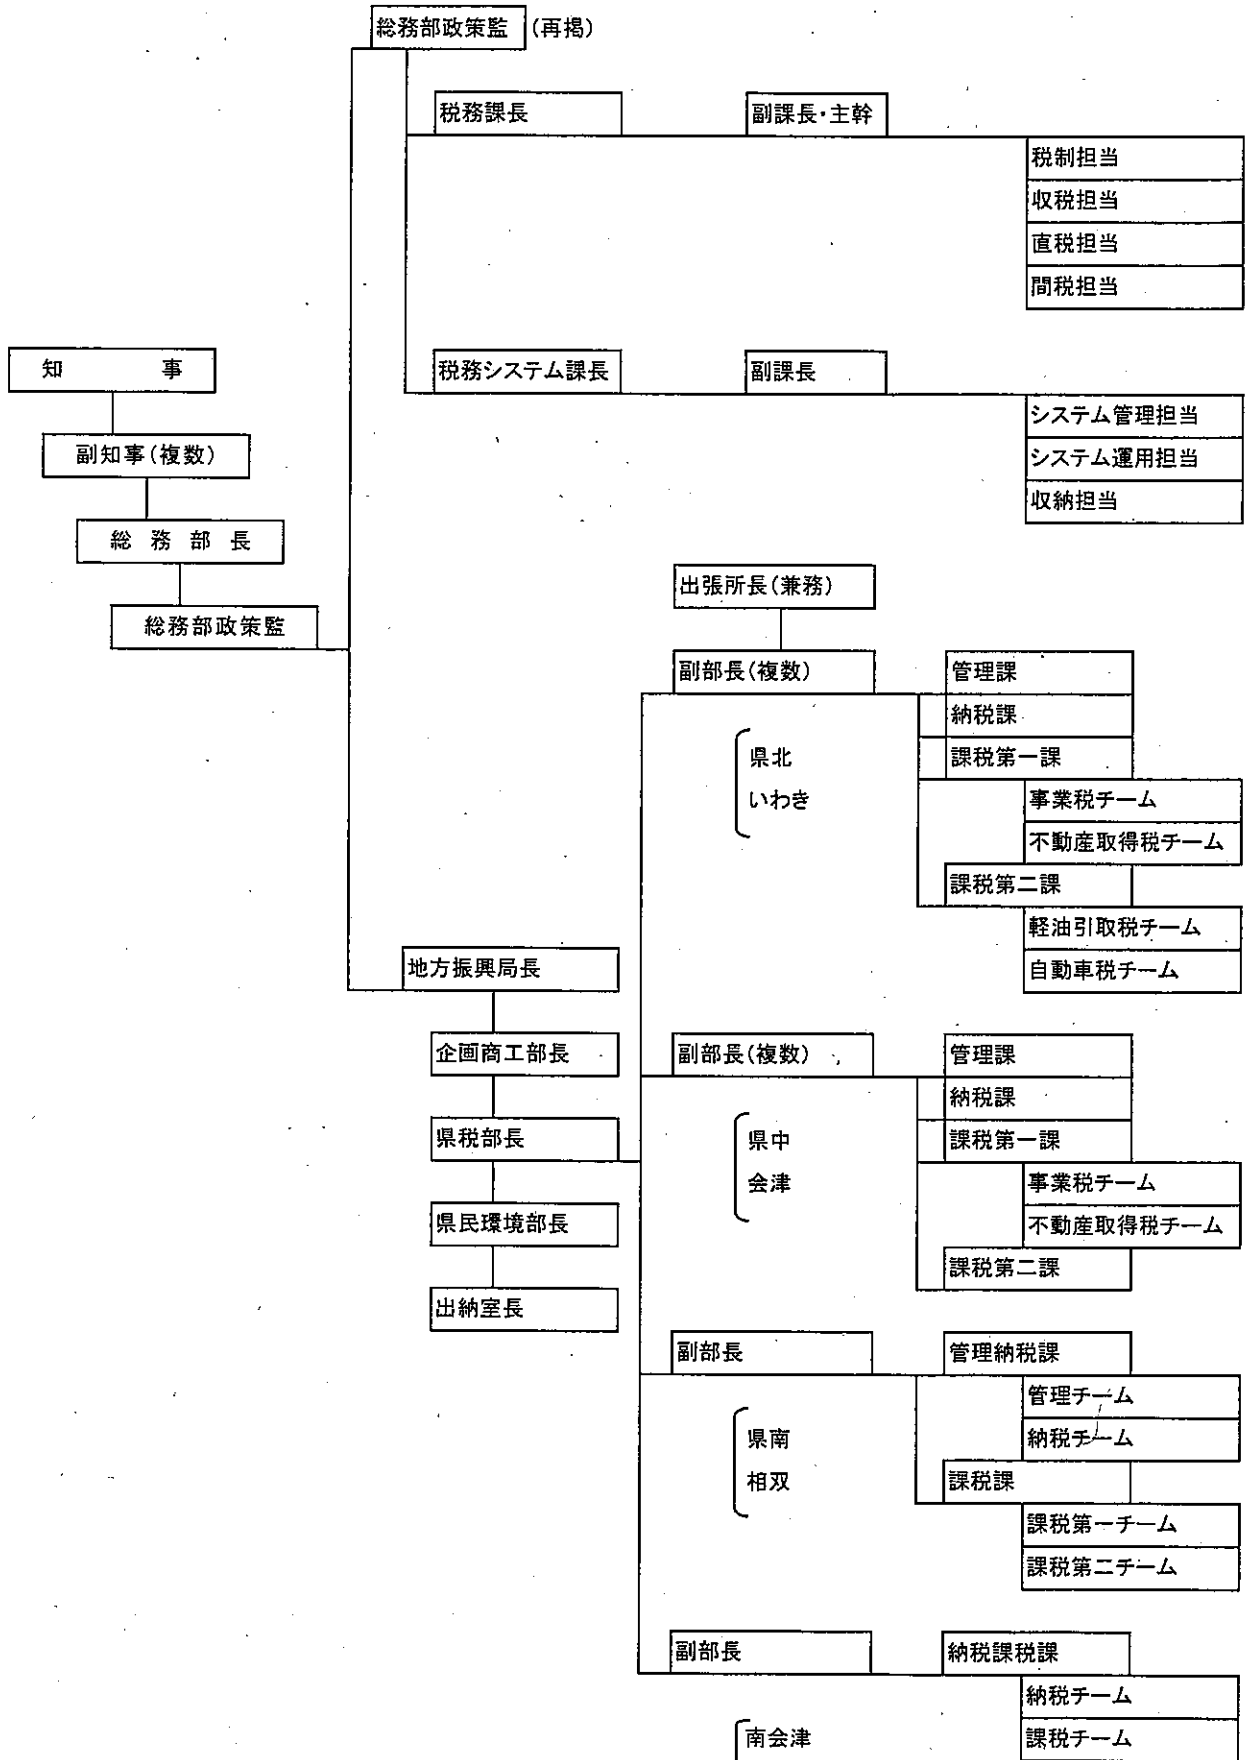 総務部政策監 (再掲)
税務課長
副課長・主幹
税制担当
収税担当
直税担当
間税担当
知 事
副知事(複数)
総 務 部 長
総務部政策監
税務システム課長
副課長
システム管理担当
システム運用担当
収納担当
出張所長(兼務)
副部長(複数)
県北
いわき
管理課
納税課
課税第一課
事業税チーム
不動産取得税チーム
課税第二課
軽油引取税チーム
自動車税チーム
地方振興局長
企画商工部長
県税部長
県民環境部長
出納室長
副部長(複数)
県中
会津
管理課
納税課
課税第一課
事業税チーム
不動産取得税チーム
課税第二課
副部長
県南
相双
管理納税課
管理チーム
納税チーム
課税課
課税第一チーム
課税第二チーム
副部長
南会津
納税課税課
納税チーム
課税チーム